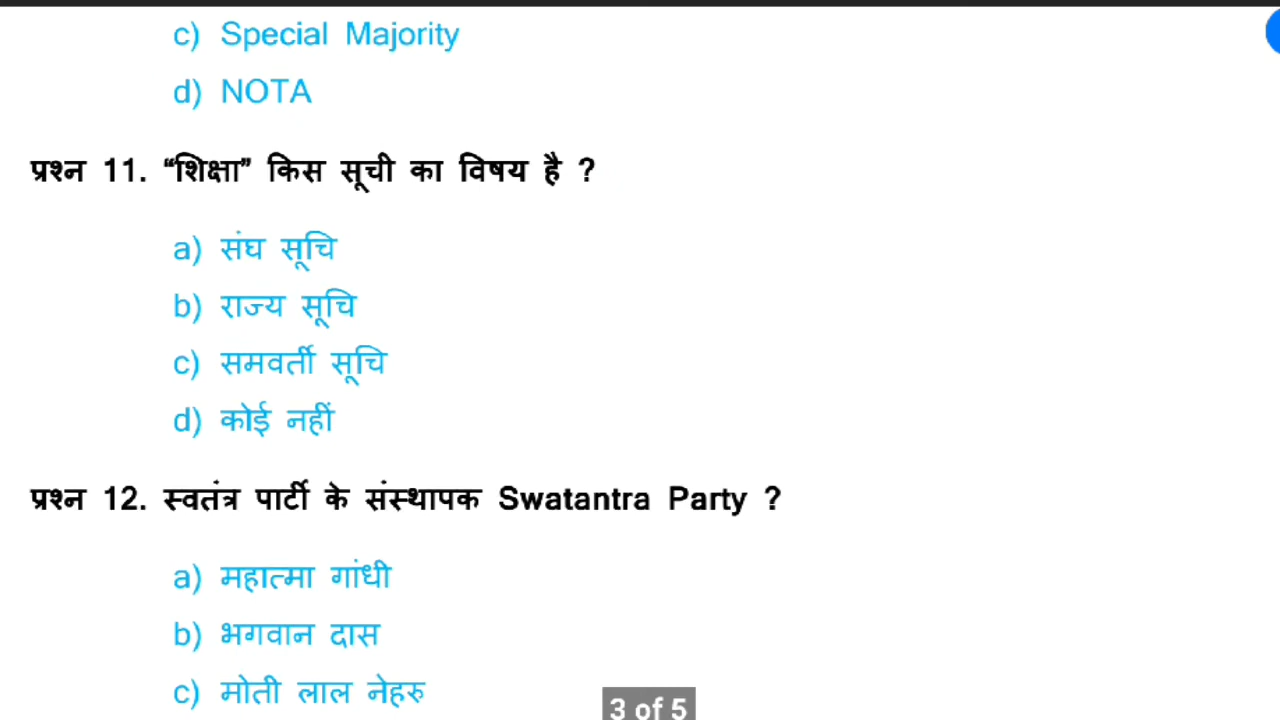 c) Special Majority
d) NOTA
प्रश्न 11. “शिक्षा” किस सूची का विषय है ?
a) संघ सूचि
b) राज्य सूचि
c) समवर्ती सूचि
d) कोई नहीं
प्रश्न 12. स्वतंत्र पार्टी के संस्थापक Swatantra Party ?
a) महात्मा गांधी
b) भगवान दास
c) मोती लाल नेहरु
3 of 5